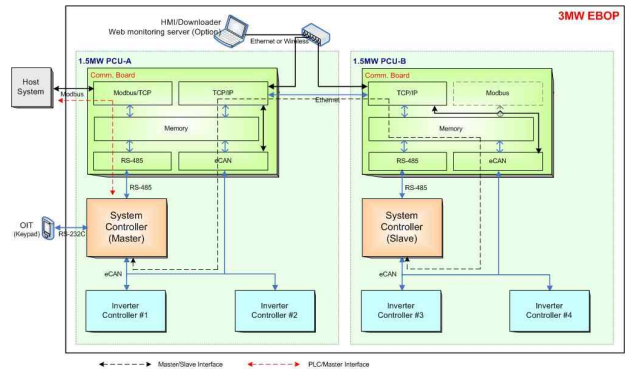 3MW EBOP
HMI/Downloader
Web monitoring server (Option)
Ethernet or Wireless
1.5MW PCU-A
Comm. Board
Modbus/TCP
TCP/IP
Memory
RS-485
eCAN
Host
System
Modbus
Ethernet
1.5MW PCU-B
Comm. Board
TCP/IP
Modbus
Memory
RS-485
eCAN
RS-485
System
Controller
(Master)
OIT
(Keypad)
RS-232C
eCAN
Inverter
Controller #1
Inverter
Controller #2
RS-485
System
Controller
(Slave)
eCAN
Inverter
Controller #3
Inverter
Controller #4
Master/Slave Interface
PLC/Master Interface